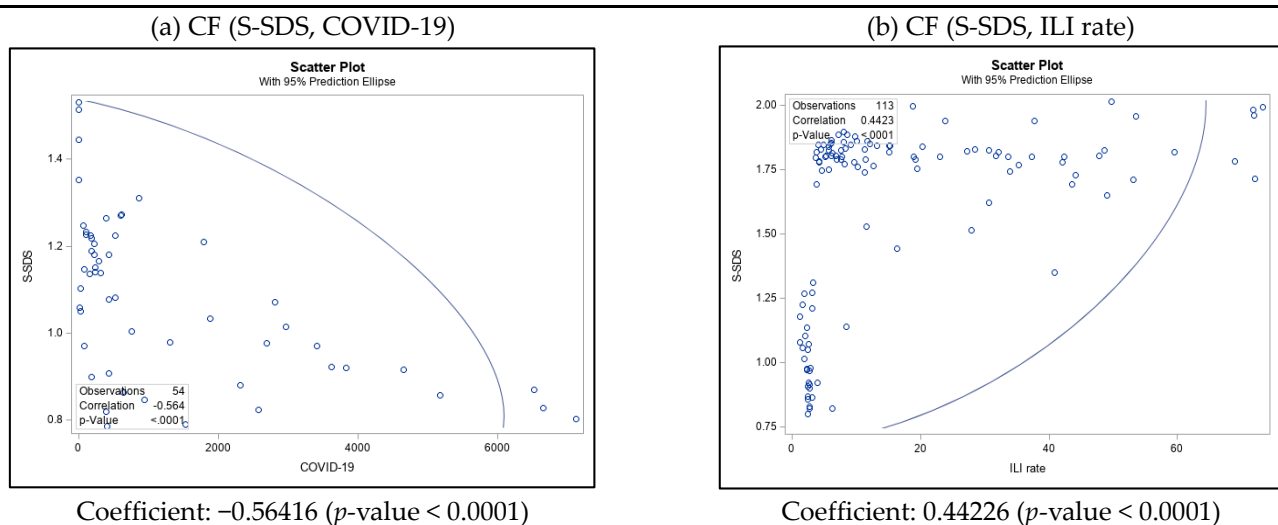 (a) CF (S-SDS, COVID-19)
Scatter Plot
With 95% Prediction Ellipse
S-SDS
1.4
1.2
1.0
0.8
Observations 54
Correlation -0.564
p-Value <.0001
0
2000
4000
6000
COVID-19
Coefficient: −0.56416 (p-value < 0.0001)
(b) CF (S-SDS, ILI rate)
Scatter Plot
With 95% Prediction Ellipse
S-SDS
2.00
1.75
1.50
1.25
1.00
0.75
Observations 113
Correlation 0.4423
p-Value <.0001
0
20
40
60
ILI rate
Coefficient: 0.44226 (p-value < 0.0001)